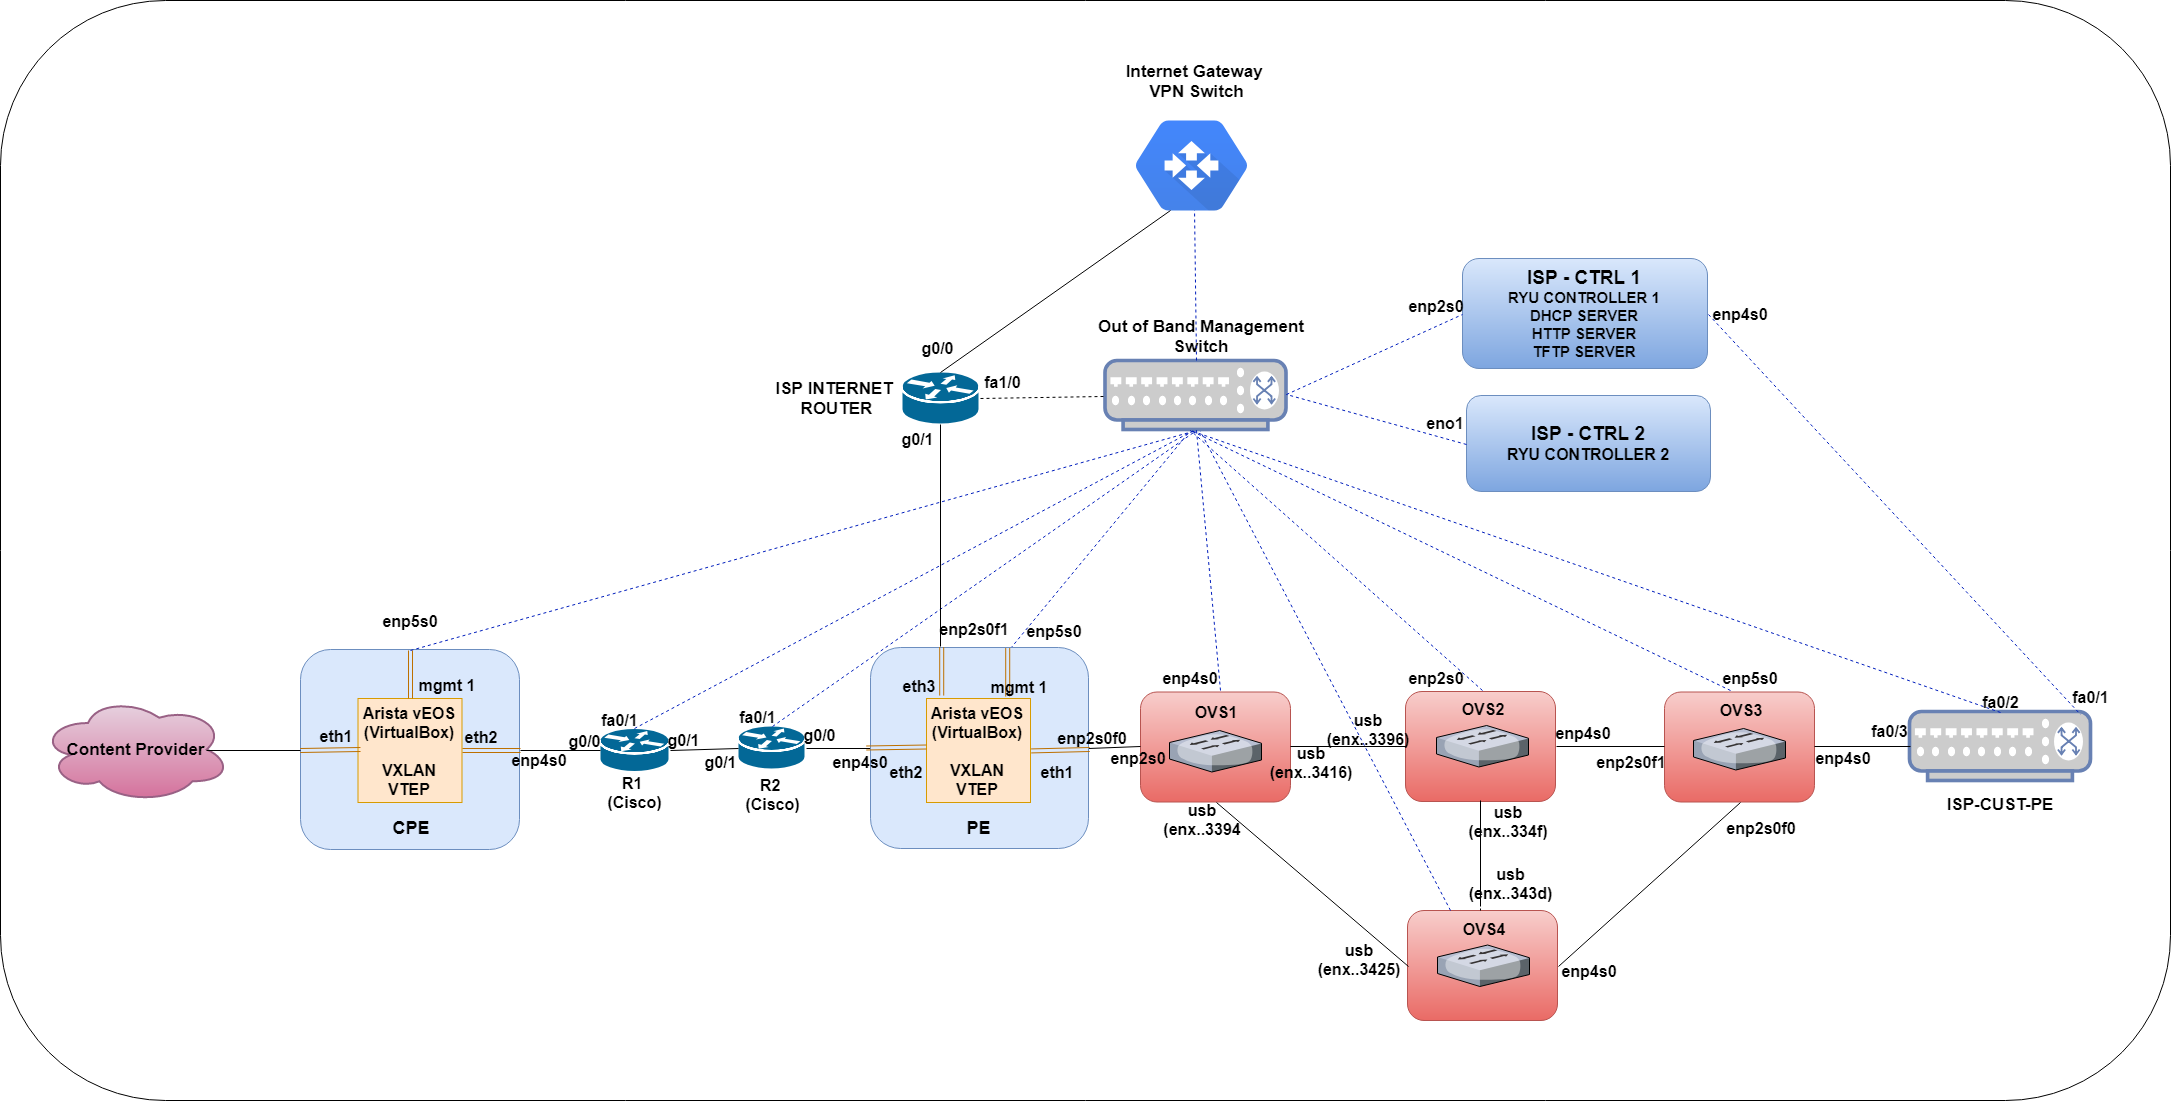 Internet Gateway
VPN Switch
ISP - CTRL 1
RYU CONTROLLER 1
DHCP SERVER
HTTP SERVER
TFTP SERVER
enp2s0
enp4s0
Out of Band Management
Switch
g0/0
ISP INTERNET
ROUTER
fa1/0
g0/1
eno1
ISP - CTRL 2
RYU CONTROLLER 2
enp5s0
mgmt 1
Arista vEOS
(VirtualBox)
VXLAN
VTEP
eth1
eth2
CPE
Content Provider
enp4s0
g0/0
fa0/1
g0/1
R1
(Cisco)
fa0/1
g0/1
g0/0
R2
(Cisco)
enp2s0f1
enp5s0
eth3
mgmt 1
Arista vEOS
(VirtualBox)
VXLAN
VTEP
enp4s0
eth2
enp2s0f0
eth1
PE
enp4s0
OVS1
enp2s0
usb
(enx..3396)
usb
(enx..3416)
usb
(enx..3394
enp2s0
OVS2
enp4s0
usb
(enx..334f)
enp5s0
OVS3
enp2s0f1
enp4s0
enp2s0f0
fa0/2
fa0/1
fa0/3
ISP-CUST-PE
usb
(enx..343d)
OVS4
usb
(enx..3425)
enp4s0